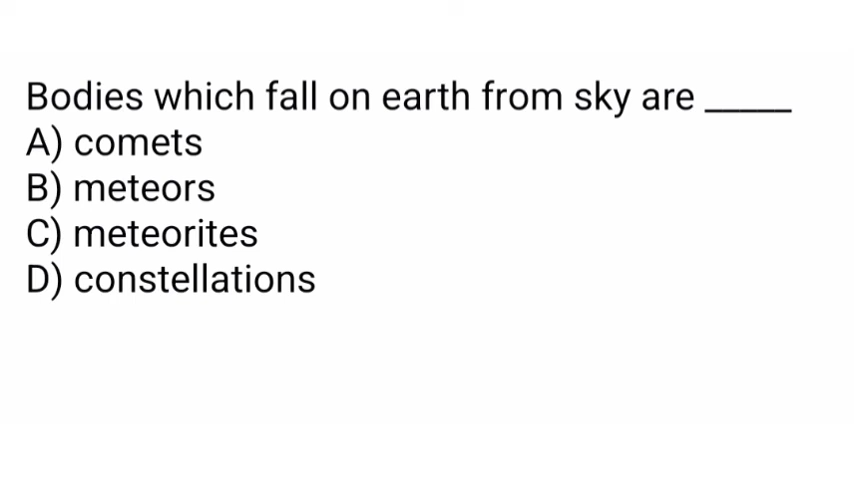 Bodies which fall on earth from sky are _____
A) comets
B) meteors
C) meteorites
D) constellations